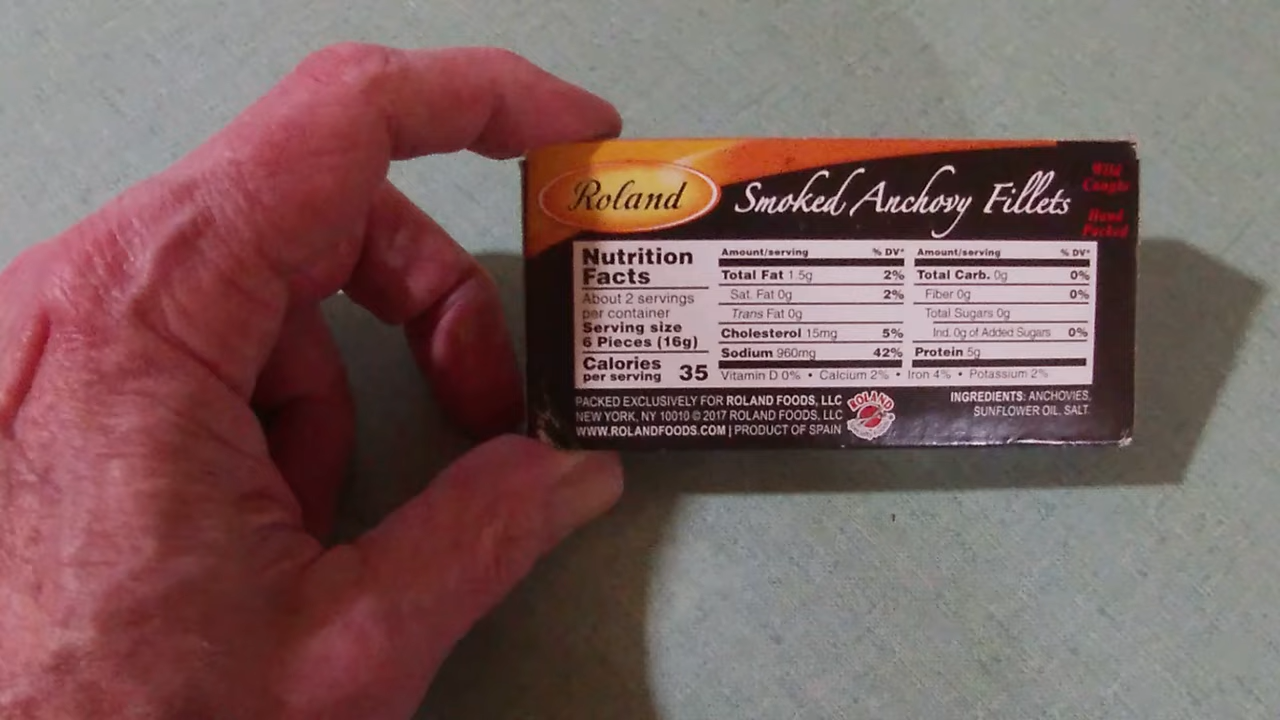 Roland
Smoked Anchovy Fillets
Wild
Caught
Hand
Packed
Nutrition
Facts
About 2 servings
per container
Serving size
6 Pieces (16g)
Calories
per serving 35
Amount/serving % DV*
Total Fat 1.5g 2%
Sat. Fat 0g 2%
Trans Fat 0g
Cholesterol 15mg 5%
Sodium 960mg 42%
Amount/serving % DV*
Total Carb. 0g 0%
Fiber 0g 0%
Total Sugars 0g
Ind. 0g of Added Sugars 0%
Protein 5g
Vitamin D 0% • Calcium 2% • Iron 4% • Potassium 2%
PACKED EXCLUSIVELY FOR ROLAND FOODS, LLC
NEW YORK, NY 10010 © 2017 ROLAND FOODS, LLC
WWW.ROLANDFOODS.COM | PRODUCT OF SPAIN
ROLAND
INGREDIENTS: ANCHOVIES,
SUNFLOWER OIL, SALT.